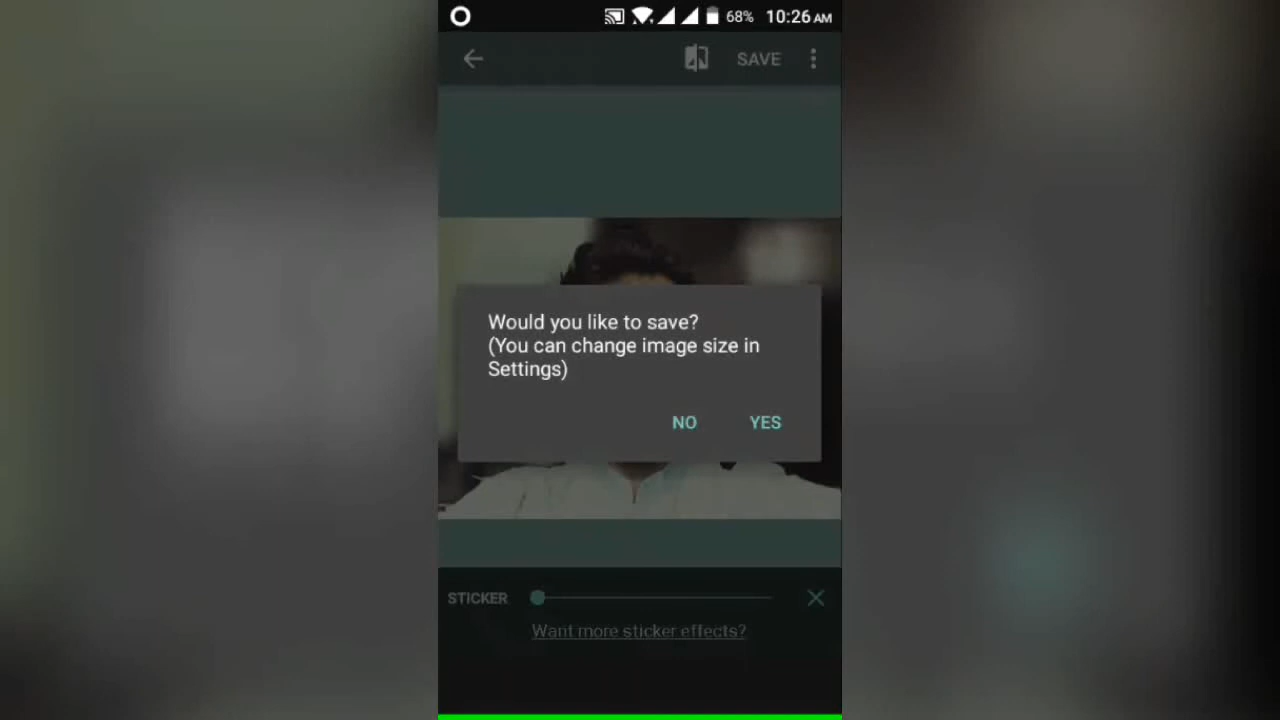 68% 10:26 AM
SAVE
Would you like to save?
(You can change image size in
Settings)
NO YES
STICKER
Want more sticker effects?